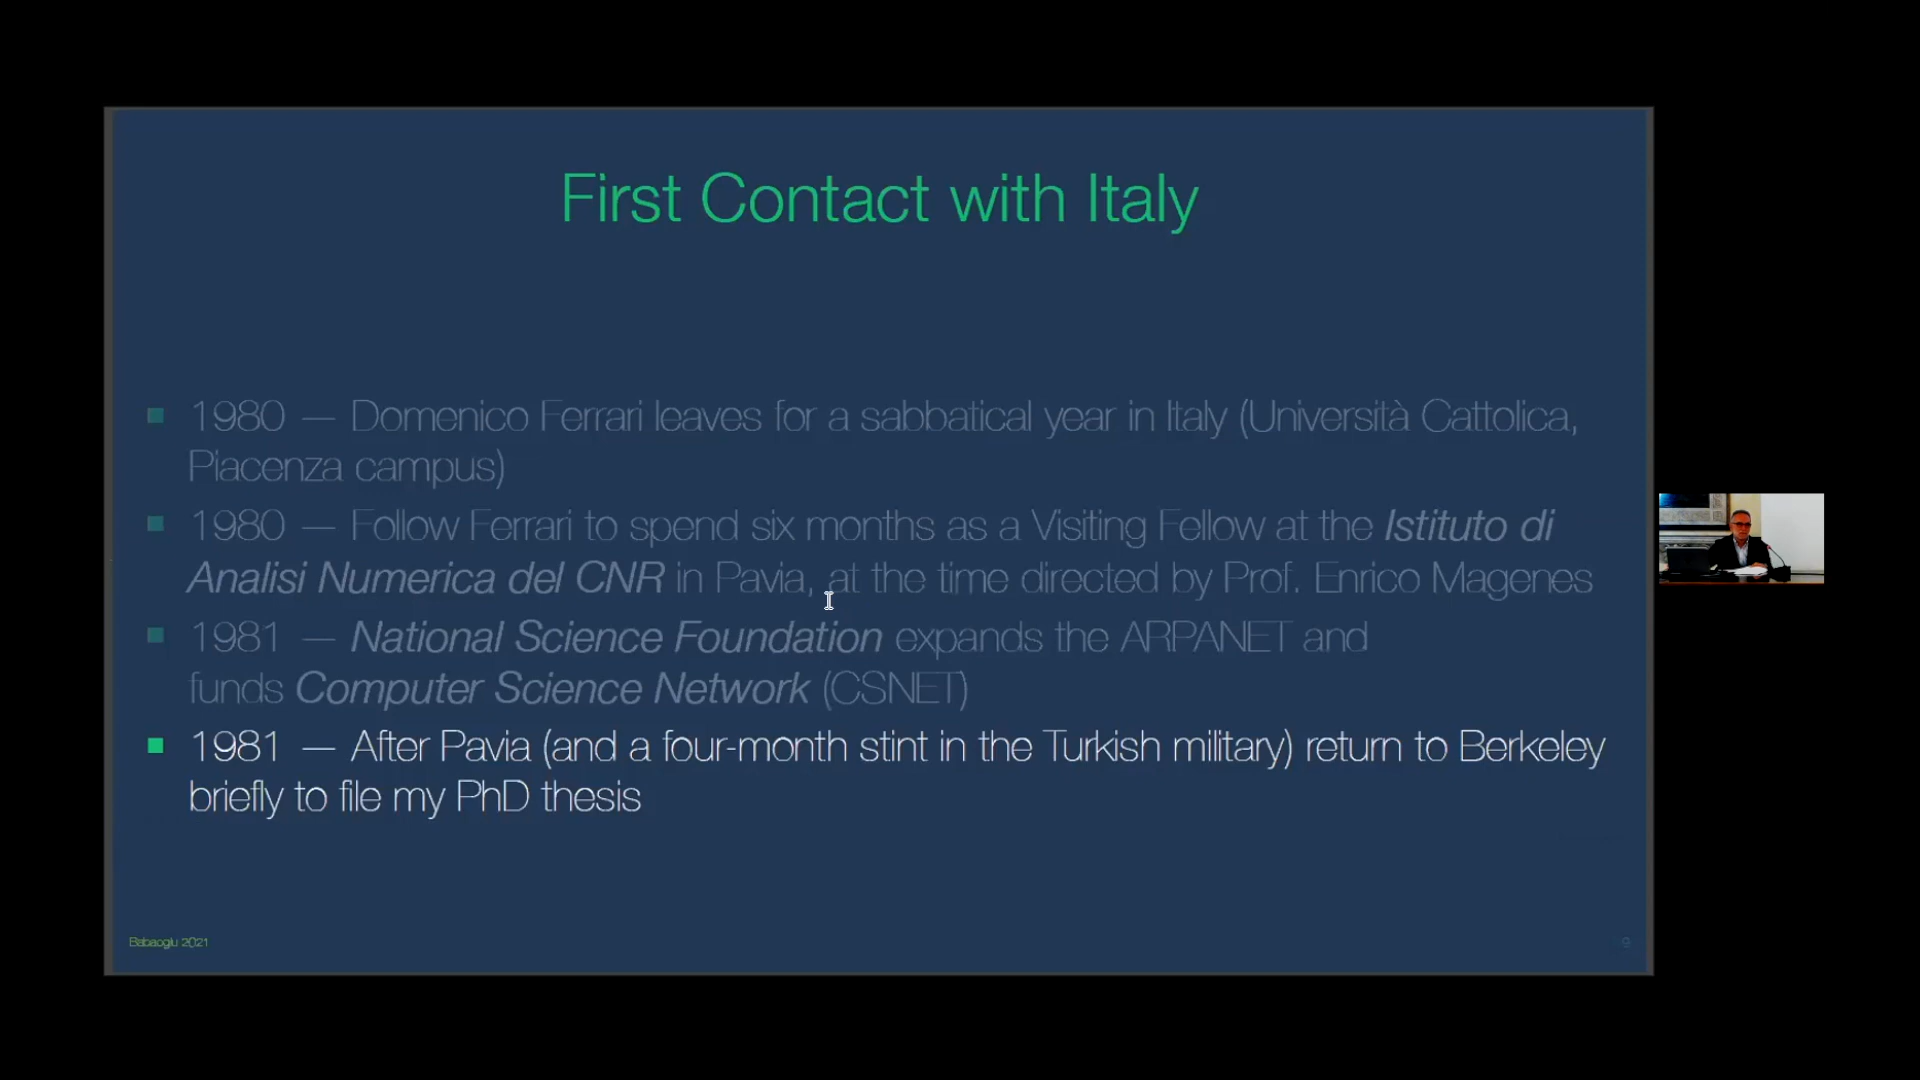 First Contact with Italy
1980 — Domenico Ferrari leaves for a sabbatical year in Italy (Università Cattolica,
Piacenza campus)
1980 — Follow Ferrari to spend six months as a Visiting Fellow at the Istituto di
Analisi Numerica del CNR in Pavia, at the time directed by Prof. Enrico Magenes
1981 — National Science Foundation expands the ARPANET and
funds Computer Science Network (CSNET)
1981 — After Pavia (and a four-month stint in the Turkish military) return to Berkeley
briefly to file my PhD thesis
Babaoglu 2021
9